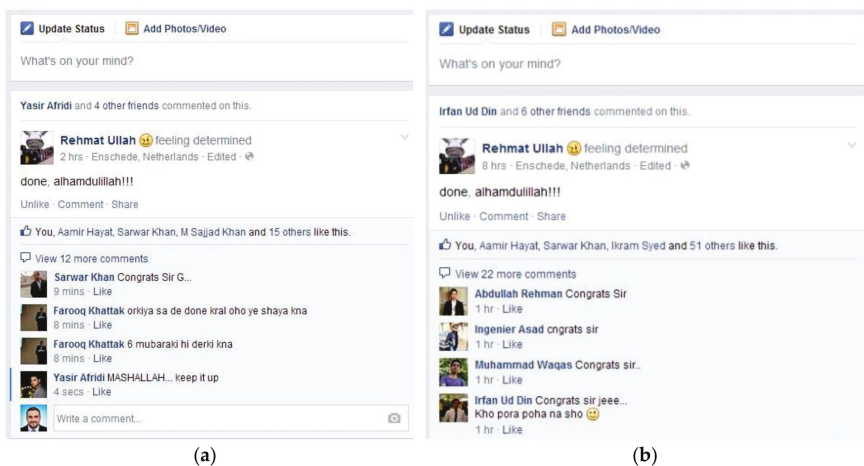 Update Status Add Photos/Video
What's on your mind?
Yasir Afridi and 4 other friends commented on this.
Rehmat Ullah feeling determined
2 hrs · Enschede, Netherlands · Edited ·
done, alhamdulillah!!!
Unlike · Comment · Share
You, Aamir Hayat, Sarwar Khan, M Sajjad Khan and 15 others like this.
View 12 more comments
Sarwar Khan Congrats Sir G...
9 mins · Like
Farooq Khattak orkiya sa de done kral oho ye shaya kna
8 mins · Like
Farooq Khattak 6 mubaraki hi derki kna
8 mins · Like
Yasir Afridi MASHALLAH... keep it up
4 secs · Like
Write a comment...
(a)
Update Status Add Photos/Video
What's on your mind?
Irfan Ud Din and 6 other friends commented on this.
Rehmat Ullah feeling determined
8 hrs · Enschede, Netherlands · Edited ·
done, alhamdulillah!!!
Unlike · Comment · Share
You, Aamir Hayat, Sarwar Khan, Ikram Syed and 51 others like this.
View 22 more comments
Abdullah Rehman Congrats Sir
1 hr · Like
Ingenier Asad cngrats sir
1 hr · Like
Muhammad Waqas Congrats sir..
1 hr · Like
Irfan Ud Din Congrats sir jeee...
Kho pora poha na sho
1 hr · Like
(b)